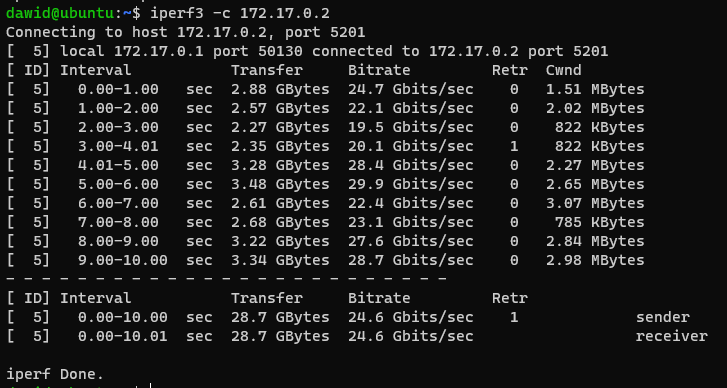 dawid@ubuntu:~$ iperf3 -c 172.17.0.2
Connecting to host 172.17.0.2, port 5201
[  5] local 172.17.0.1 port 50130 connected to 172.17.0.2 port 5201
[ ID] Interval           Transfer     Bitrate         Retr  Cwnd
[  5]   0.00-1.00   sec  2.88 GBytes  24.7 Gbits/sec    0   1.51 MBytes
[  5]   1.00-2.00   sec  2.57 GBytes  22.1 Gbits/sec    0   2.02 MBytes
[  5]   2.00-3.00   sec  2.27 GBytes  19.5 Gbits/sec    0    822 KBytes
[  5]   3.00-4.01   sec  2.35 GBytes  20.1 Gbits/sec    1    822 KBytes
[  5]   4.01-5.00   sec  3.28 GBytes  28.4 Gbits/sec    0   2.27 MBytes
[  5]   5.00-6.00   sec  3.48 GBytes  29.9 Gbits/sec    0   2.65 MBytes
[  5]   6.00-7.00   sec  2.61 GBytes  22.4 Gbits/sec    0   3.07 MBytes
[  5]   7.00-8.00   sec  2.68 GBytes  23.1 Gbits/sec    0    785 KBytes
[  5]   8.00-9.00   sec  3.22 GBytes  27.6 Gbits/sec    0   2.84 MBytes
[  5]   9.00-10.00  sec  3.34 GBytes  28.7 Gbits/sec    0   2.98 MBytes
- - - - - - - - - - - - - - - - - - - - - - - - -
[ ID] Interval           Transfer     Bitrate         Retr
[  5]   0.00-10.00  sec  28.7 GBytes  24.6 Gbits/sec    1             sender
[  5]   0.00-10.01  sec  28.7 GBytes  24.6 Gbits/sec                  receiver
iperf Done.